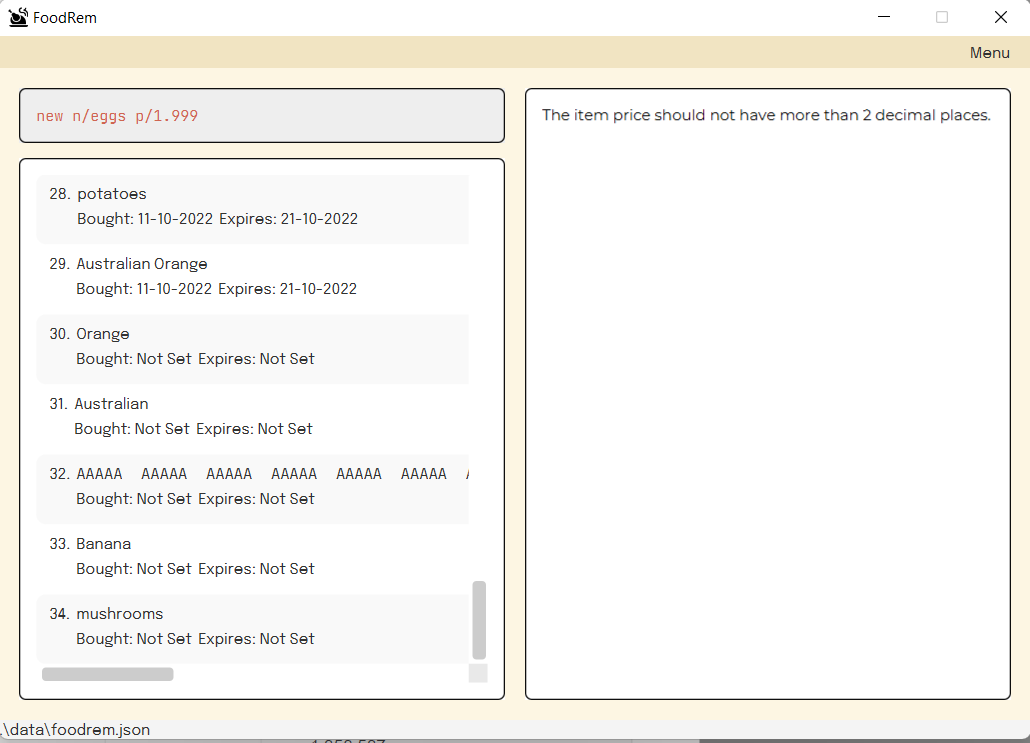 FoodRem
Menu
new n/eggs p/1.999
The item price should not have more than 2 decimal places.
28. potatoes
Bought: 11-10-2022 Expires: 21-10-2022
29. Australian Orange
Bought: 11-10-2022 Expires: 21-10-2022
30. Orange
Bought: Not Set Expires: Not Set
31. Australian
Bought: Not Set Expires: Not Set
32. AAAAA AAAAA AAAAA AAAAA AAAAA AAAAA
Bought: Not Set Expires: Not Set
33. Banana
Bought: Not Set Expires: Not Set
34. mushrooms
Bought: Not Set Expires: Not Set
.\data\foodrem.json